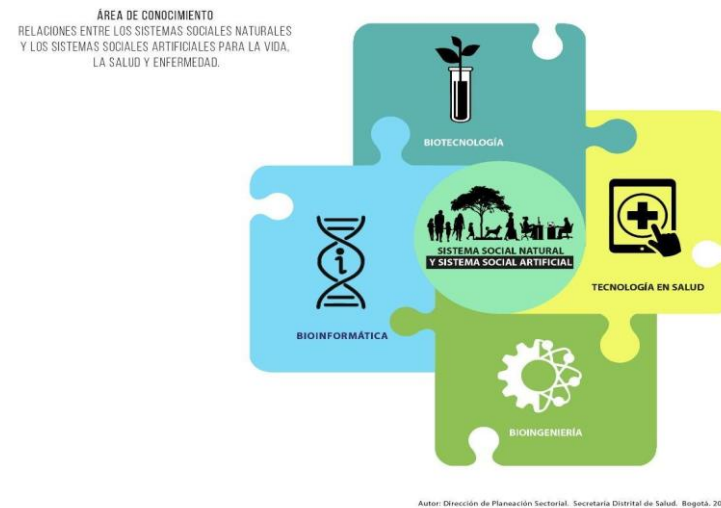 ÁREA DE CONOCIMIENTO
RELACIONES ENTRE LOS SISTEMAS SOCIALES NATURALES
Y LOS SISTEMAS SOCIALES ARTIFICIALES PARA LA VIDA,
LA SALUD Y ENFERMEDAD.
BIOTECNOLOGÍA
SISTEMA SOCIAL NATURAL
Y SISTEMA SOCIAL ARTIFICIAL
TECNOLOGÍA EN SALUD
i
BIOINFORMÁTICA
BIOINGENIERÍA
Autor: Dirección de Planeación Sectorial. Secretaría Distrital de Salud. Bogotá. 20